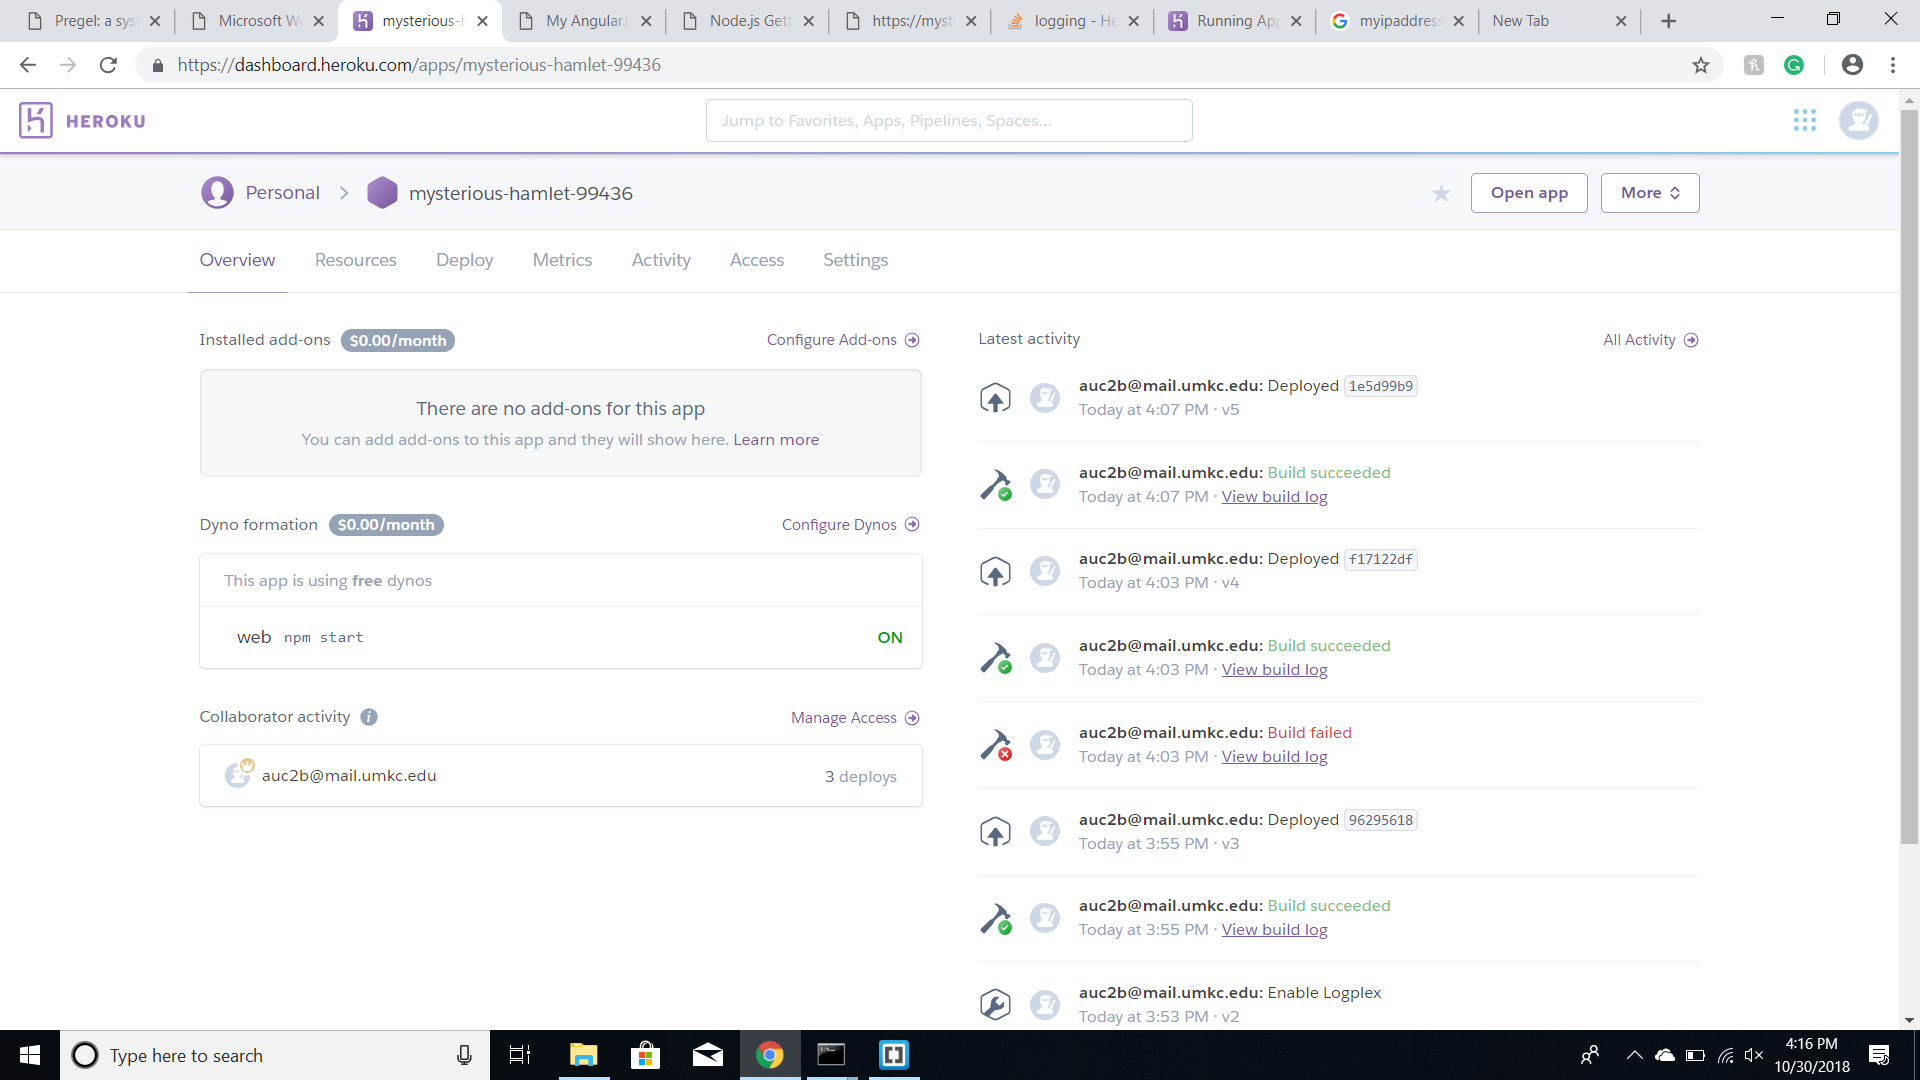 Pregel: a sys
Microsoft W
mysterious-h
My AngularJ
Node.js Gett
https://myst
logging - He
Running App
myipaddress
New Tab
https://dashboard.heroku.com/apps/mysterious-hamlet-99436
HEROKU
Jump to Favorites, Apps, Pipelines, Spaces...
Personal
mysterious-hamlet-99436
Open app
More
Overview
Resources
Deploy
Metrics
Activity
Access
Settings
Installed add-ons $0.00/month
Configure Add-ons
There are no add-ons for this app
You can add add-ons to this app and they will show here. Learn more
Dyno formation $0.00/month
Configure Dynos
This app is using free dynos
web npm start
ON
Collaborator activity
Manage Access
auc2b@mail.umkc.edu
3 deploys
Latest activity
All Activity
auc2b@mail.umkc.edu: Deployed 1e5d99b9
Today at 4:07 PM · v5
auc2b@mail.umkc.edu: Build succeeded
Today at 4:07 PM · View build log
auc2b@mail.umkc.edu: Deployed f17122df
Today at 4:03 PM · v4
auc2b@mail.umkc.edu: Build succeeded
Today at 4:03 PM · View build log
auc2b@mail.umkc.edu: Build failed
Today at 4:03 PM · View build log
auc2b@mail.umkc.edu: Deployed 96295618
Today at 3:55 PM · v3
auc2b@mail.umkc.edu: Build succeeded
Today at 3:55 PM · View build log
auc2b@mail.umkc.edu: Enable Logplex
Today at 3:53 PM · v2
Type here to search
4:16 PM
10/30/2018